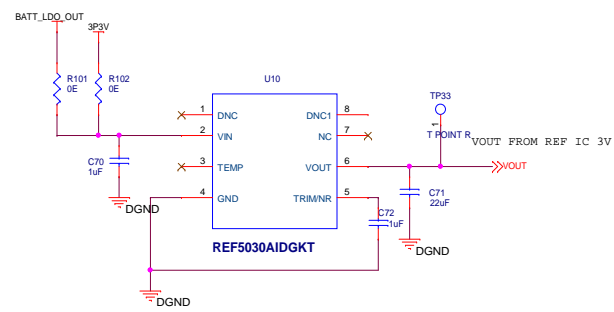 BATT_LDO_OUT
3P3V
R101
0E
R102
0E
U10
TP33
1
DNC
DNC1
8
2
VIN
NC
7
T POINT R
VOUT FROM REF IC 3V
3
TEMP
VOUT
6
VOUT
C70
1uF
4
GND
TRIM/NR
5
C71
22uF
C72
.1uF
DGND
REF5030AIDGKT
DGND
DGND
1